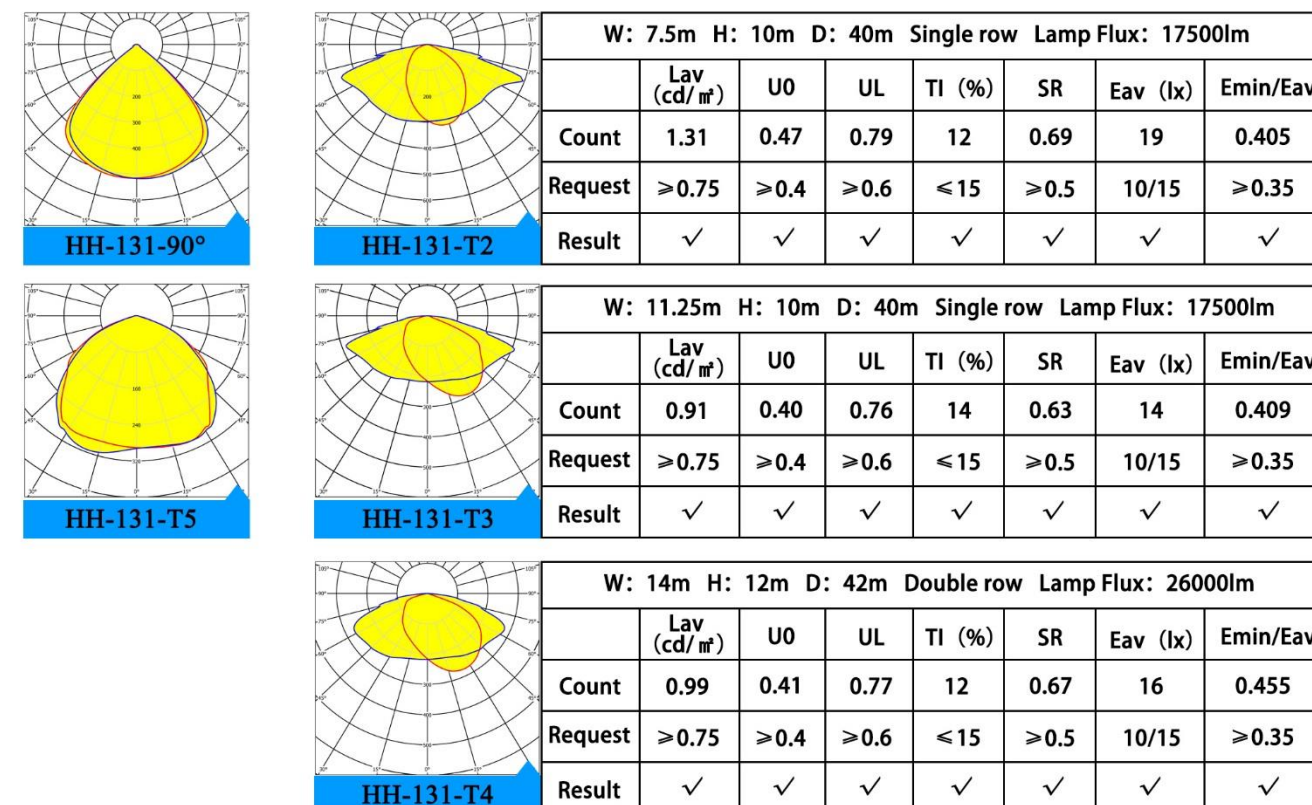 HH-131-90°
HH-131-T2
W: 7.5m H: 10m D: 40m Single row Lamp Flux: 17500lm
Lav (cd/㎡) U0 UL TI (%) SR Eav (lx) Emin/Eav
Count 1.31 0.47 0.79 12 0.69 19 0.405
Request ≥0.75 ≥0.4 ≥0.6 ≤15 ≥0.5 10/15 ≥0.35
Result √ √ √ √ √ √ √
HH-131-T5
HH-131-T3
W: 11.25m H: 10m D: 40m Single row Lamp Flux: 17500lm
Lav (cd/㎡) U0 UL TI (%) SR Eav (lx) Emin/Eav
Count 0.91 0.40 0.76 14 0.63 14 0.409
Request ≥0.75 ≥0.4 ≥0.6 ≤15 ≥0.5 10/15 ≥0.35
Result √ √ √ √ √ √ √
HH-131-T4
W: 14m H: 12m D: 42m Double row Lamp Flux: 26000lm
Lav (cd/㎡) U0 UL TI (%) SR Eav (lx) Emin/Eav
Count 0.99 0.41 0.77 12 0.67 16 0.455
Request ≥0.75 ≥0.4 ≥0.6 ≤15 ≥0.5 10/15 ≥0.35
Result √ √ √ √ √ √ √